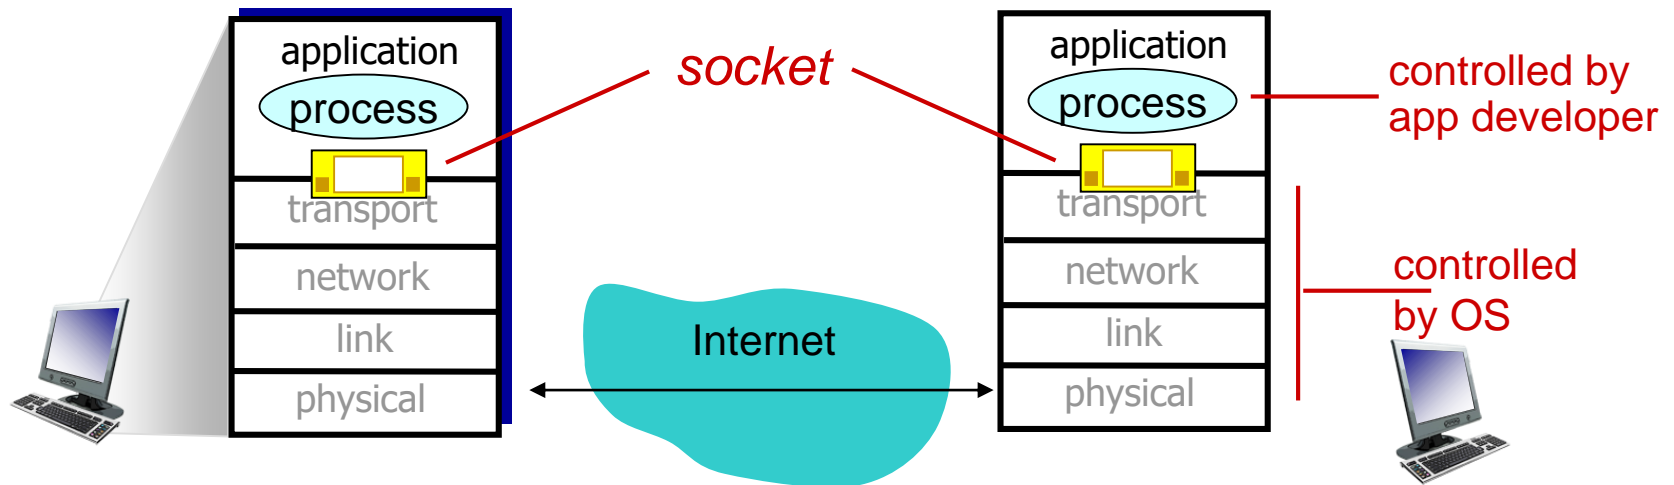 application
process
transport
network
link
physical
socket
Internet
application
process
transport
network
link
physical
controlled by
app developer
controlled
by OS